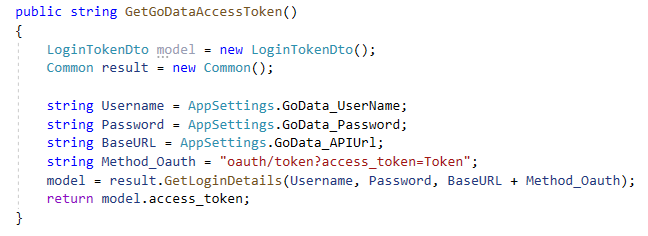 public string GetGoDataAccessToken()
{
LoginTokenDto model = new LoginTokenDto();
Common result = new Common();
string Username = AppSettings.GoData_UserName;
string Password = AppSettings.GoData_Password;
string BaseURL = AppSettings.GoData_APIUrl;
string Method_Oauth = "oauth/token?access_token=Token";
model = result.GetLoginDetails(Username, Password, BaseURL + Method_Oauth);
return model.access_token;
}